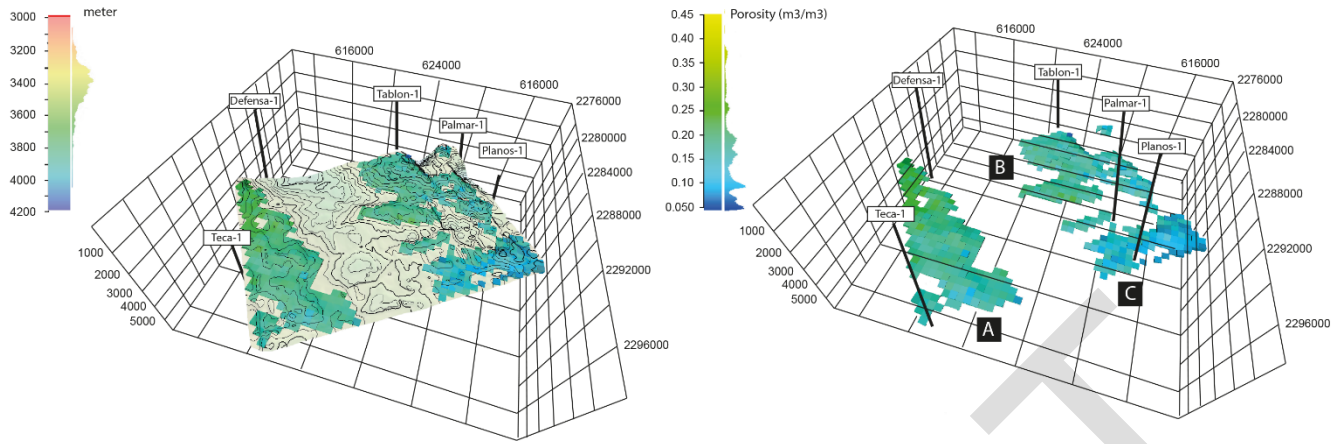 3000
3200
3400
3600
3800
4000
4200
meter
616000
624000
616000
2276000
2280000
2284000
2288000
2292000
2296000
1000
2000
3000
4000
5000
Defensa-1
Tablon-1
Palmar-1
Planos-1
Teca-1
0.45
0.40
0.35
0.30
0.25
0.20
0.15
0.10
0.050
Porosity (m3/m3)
616000
624000
616000
2276000
2280000
2284000
2288000
2292000
2296000
1000
2000
3000
4000
5000
Defensa-1
Tablon-1
Palmar-1
Planos-1
Teca-1
B
C
A